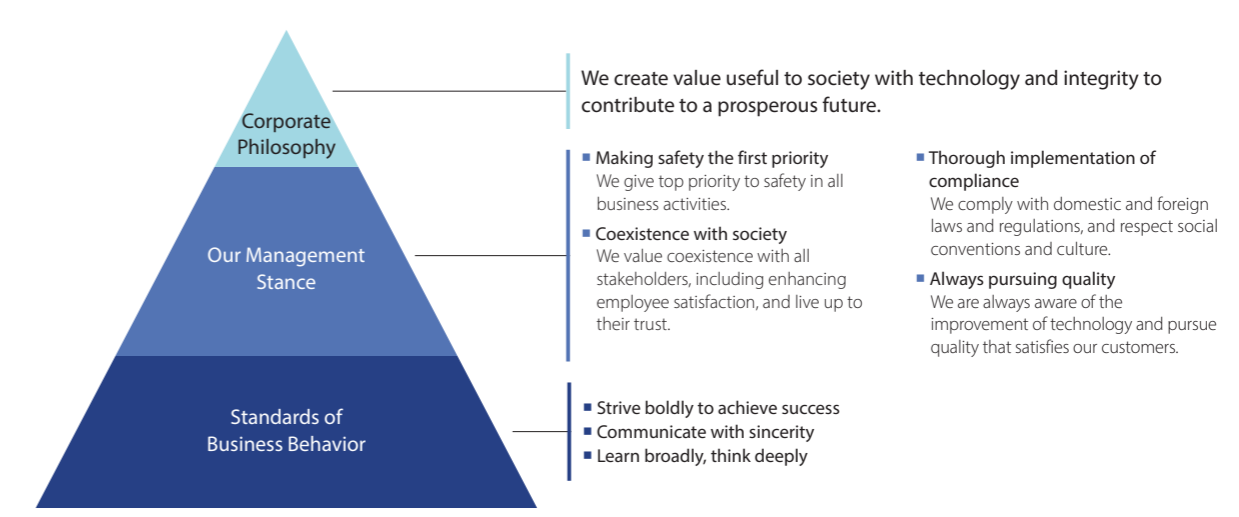 Corporate
Philosophy
We create value useful to society with technology and integrity to
contribute to a prosperous future.
Our Management
Stance
Making safety the first priority
We give top priority to safety in all
business activities.
Coexistence with society
We value coexistence with all
stakeholders, including enhancing
employee satisfaction, and live up to
their trust.
Thorough implementation of
compliance
We comply with domestic and foreign
laws and regulations, and respect social
conventions and culture.
Always pursuing quality
We are always aware of the
improvement of technology and pursue
quality that satisfies our customers.
Standards of
Business Behavior
Strive boldly to achieve success
Communicate with sincerity
Learn broadly, think deeply